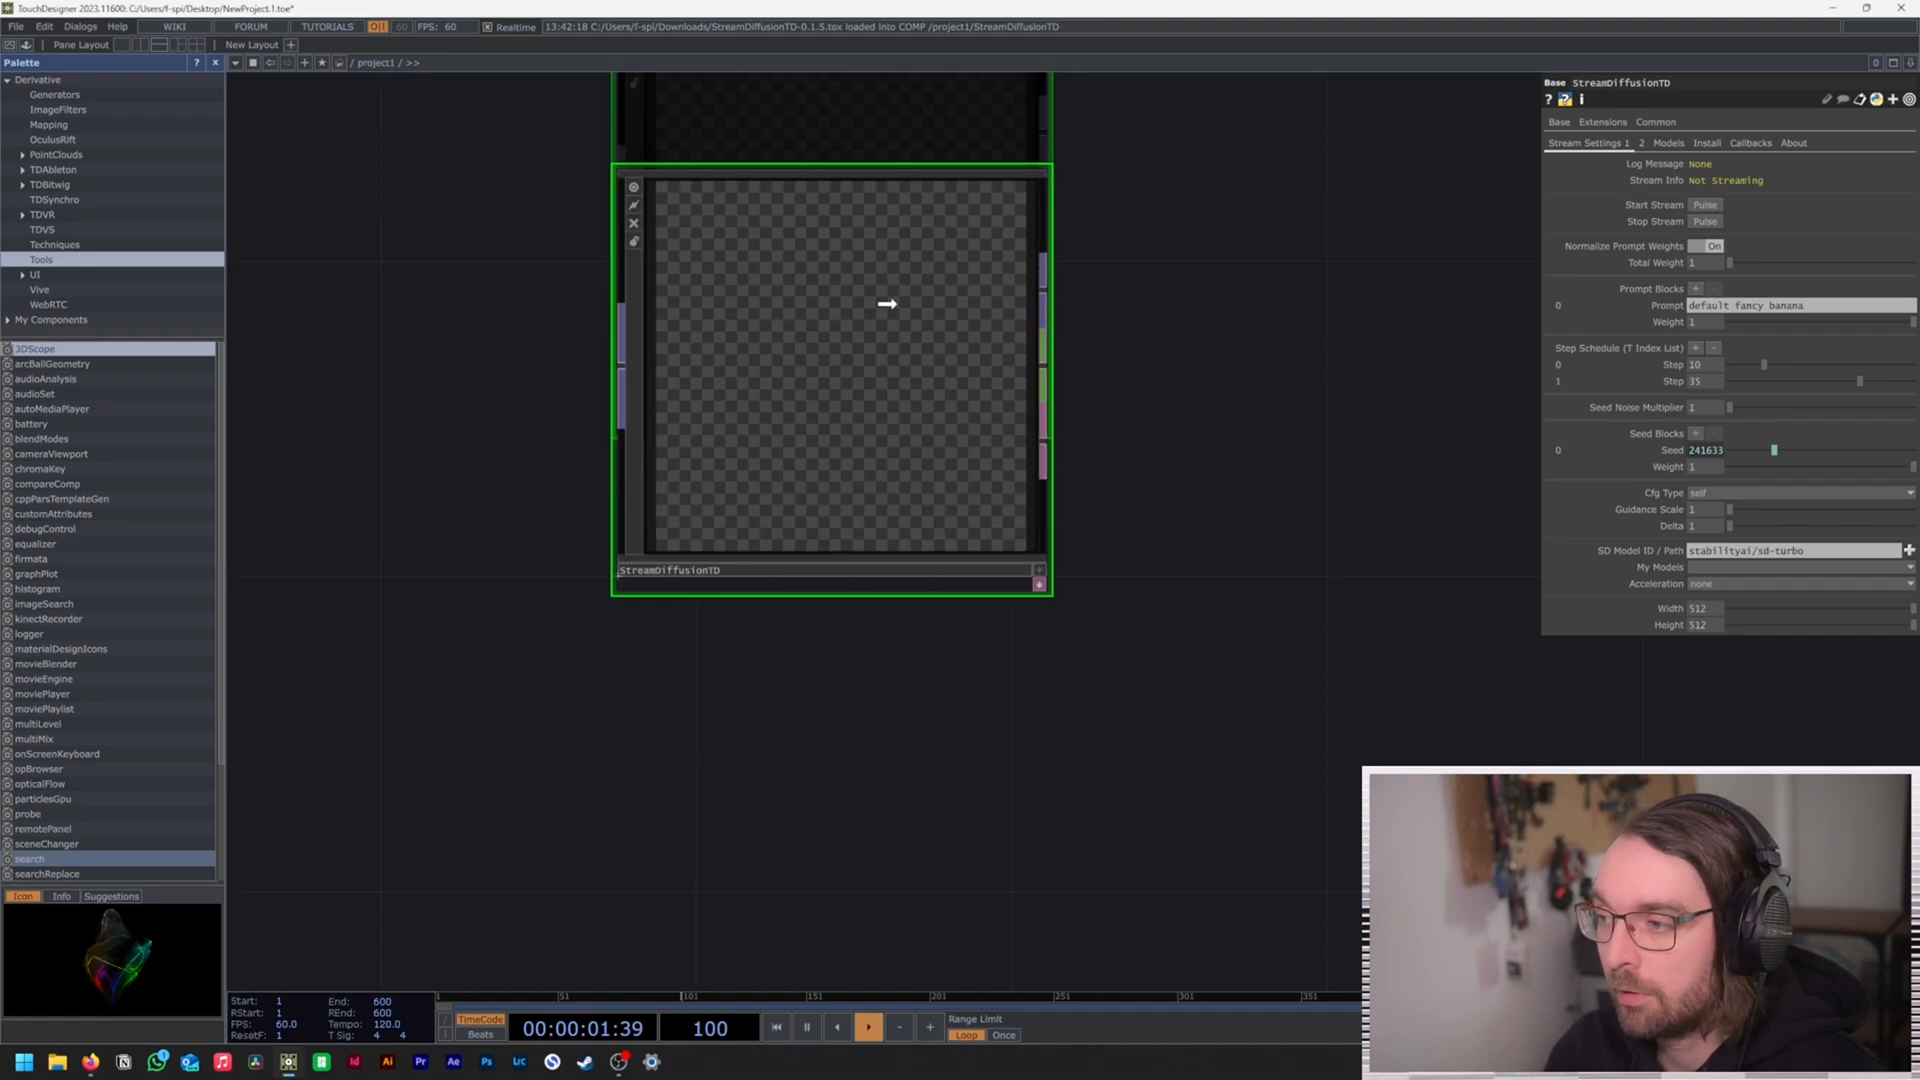 TouchDesigner 2023.11600: C:/Users/f-spi/Desktop/NewProject.1.toe*
File Edit Dialogs Help WIKI FORUM TUTORIALS O|I 60 FPS: 60 Realtime 13:42:18 C:/Users/f-spi/Downloads/StreamDiffusionTD-0.1.5.tox loaded into COMP /project1/StreamDiffusionTD
Pane Layout New Layout +
Palette ? x
/ project1 / >> 0
Derivative
Generators
ImageFilters
Mapping
OculusRift
PointClouds
TDAbleton
TDBitwig
TDSynchro
TDVR
TDVS
Techniques
Tools
UI
Vive
WebRTC
My Components
3DScope
arcBallGeometry
audioAnalysis
audioSet
autoMediaPlayer
battery
blendModes
cameraViewport
chromaKey
compareComp
cppParsTemplateGen
customAttributes
debugControl
equalizer
firmata
graphPlot
histogram
imageSearch
kinectRecorder
logger
materialDesignIcons
movieBlender
movieEngine
moviePlayer
moviePlaylist
multiLevel
multiMix
onScreenKeyboard
opBrowser
opticalFlow
particlesGpu
probe
remotePanel
sceneChanger
search
searchReplace
Icon Info Suggestions
StreamDiffusionTD
Base StreamDiffusionTD
? ? i
Base Extensions Common
Stream Settings 1 2 Models Install Callbacks About
Log Message None
Stream Info Not Streaming
Start Stream Pulse
Stop Stream Pulse
Normalize Prompt Weights On
Total Weight 1
Prompt Blocks + -
0 Prompt default fancy banana
Weight 1
Step Schedule (T Index List) + -
0 Step 10
1 Step 35
Seed Noise Multiplier 1
Seed Blocks + -
0 Seed 241633
Weight 1
Cfg Type self
Guidance Scale 1
Delta 1
SD Model ID / Path stabilityai/sd-turbo +
My Models
Acceleration none
Width 512
Height 512
Start: 1 End: 600
RStart: 1 REnd: 600
FPS: 60.0 Tempo: 120.0
ResetF: 1 T Sig: 4 4
1 51 101 151 201 251 301 351
TimeCode
Beats
00:00:01:39 100 - +
Range Limit
Loop Once